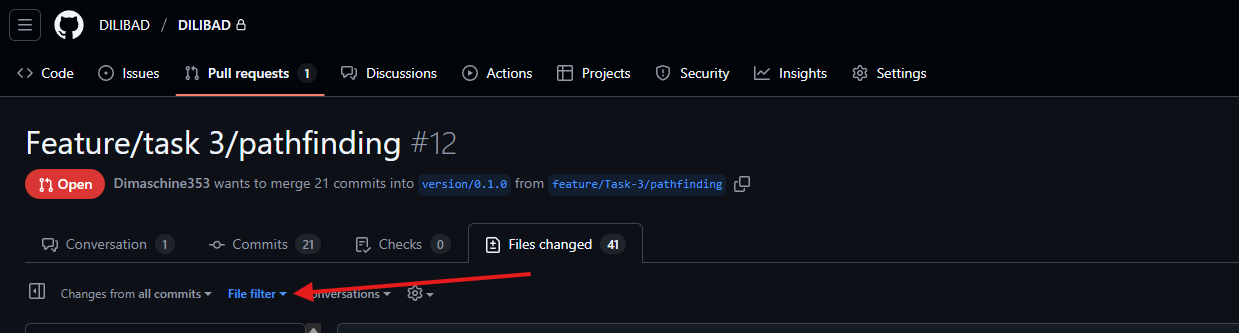 DILIBAD / DILIBAD
Code Issues Pull requests 1 Discussions Actions Projects Security Insights Settings
Feature/task 3/pathfinding #12
Open Dimaschine353 wants to merge 21 commits into version/0.1.0 from feature/Task-3/pathfinding
Conversation 1 Commits 21 Checks 0 Files changed 41
Changes from all commits File filter onversations